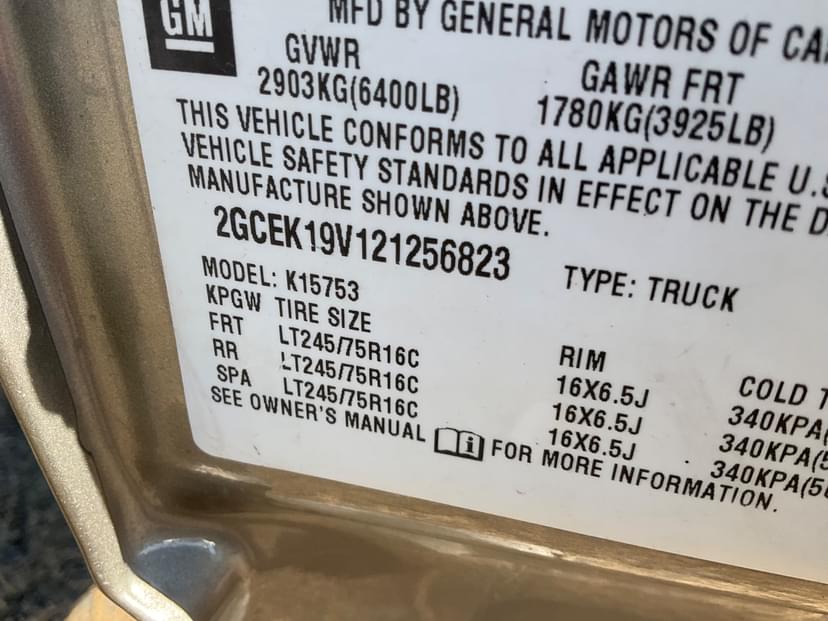 GM
MFD BY GENERAL MOTORS OF
GVWR GAWR FRT
2903KG(6400LB) 1780KG(3925LB)
THIS VEHICLE CONFORMS TO ALL APPLICABLE U.S
VEHICLE SAFETY STANDARDS IN EFFECT ON THE
MANUFACTURE SHOWN ABOVE.
2GCEK19V121256823 TYPE: TRUCK
MODEL: K15753
KPGW TIRE SIZE RIM COLD
FRT LT245/75R16C 16X6.5J 340KPA(
RR LT245/75R16C 16X6.5J 340KPA(5
SPA LT245/75R16C 16X6.5J 340KPA(5
SEE OWNER'S MANUAL i FOR MORE INFORMATION.